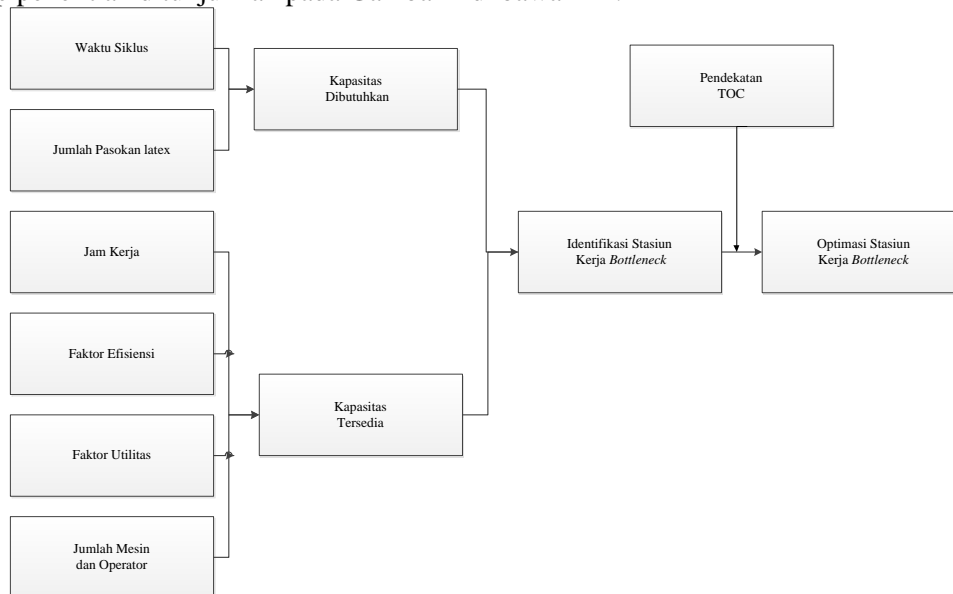 Waktu Siklus
Jumlah Pasokan latex
Jam Kerja
Faktor Efisiensi
Faktor Utilitas
Jumlah Mesin
dan Operator
Kapasitas
Dibutuhkan
Kapasitas
Tersedia
Identifikasi Stasiun
Kerja Bottleneck
Pendekatan
TOC
Optimasi Stasiun
Kerja Bottleneck